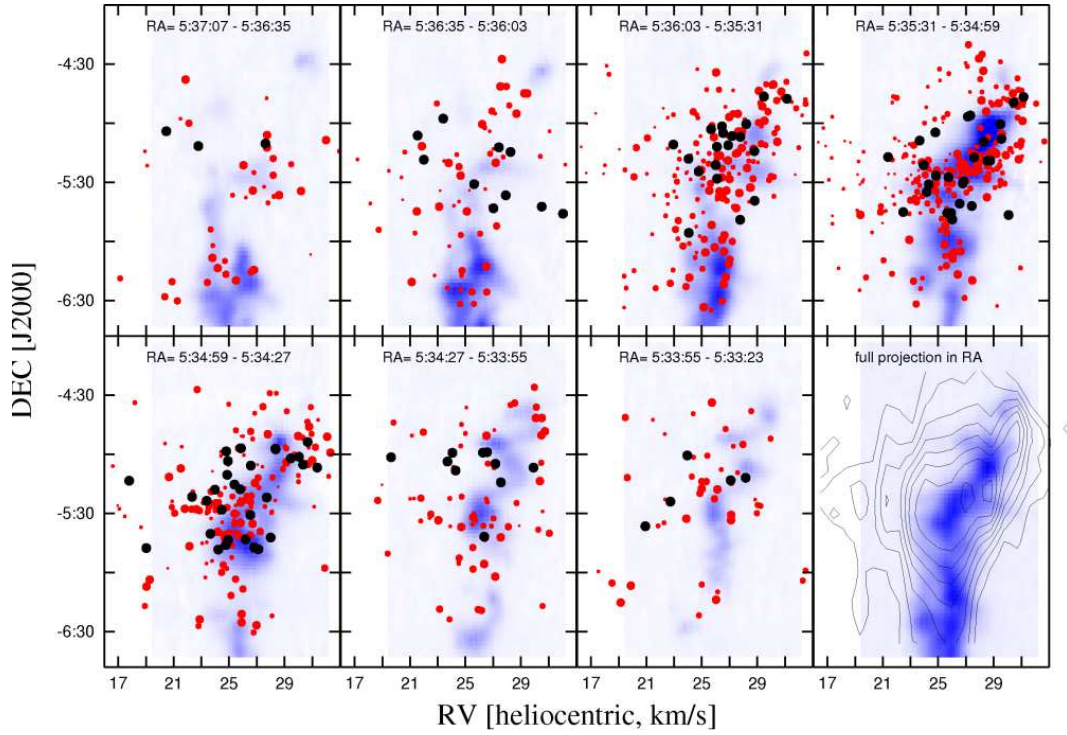 RA= 5:37:07 - 5:36:35
RA= 5:36:35 - 5:36:03
RA= 5:36:03 - 5:35:31
RA= 5:35:31 - 5:34:59
-4:30
-5:30
-6:30
RA= 5:34:59 - 5:34:27
RA= 5:34:27 - 5:33:55
RA= 5:33:55 - 5:33:23
full projection in RA
-4:30
-5:30
-6:30
DEC [J2000]
17 21 25 29 17 21 25 29 17 21 25 29 17 21 25 29
RV [heliocentric, km/s]